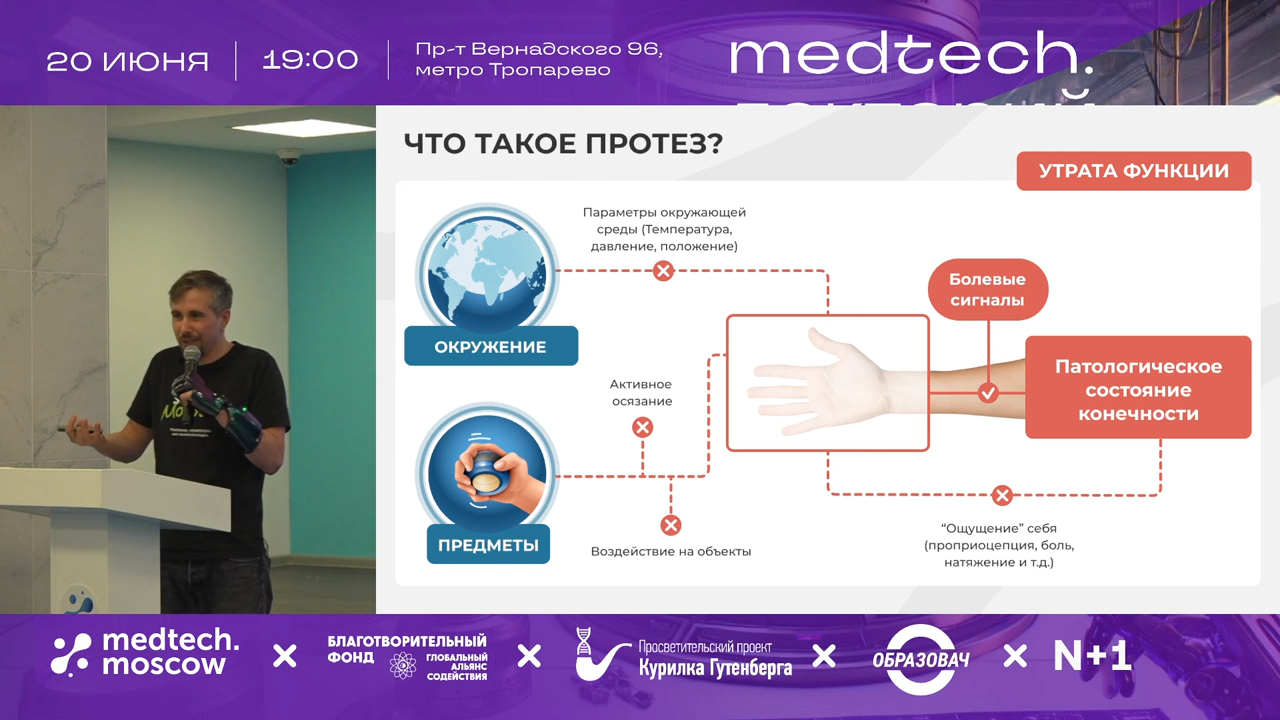 20 ИЮНЯ
19:00
Пр-т Вернадского 96,
метро Тропарево
medtech.
ЧТО ТАКОЕ ПРОТЕЗ?
УТРАТА ФУНКЦИИ
Параметры окружающей
среды (Температура,
давление, положение)
Болевые
сигналы
ОКРУЖЕНИЕ
Патологическое
состояние
конечности
Активное
осязание
ПРЕДМЕТЫ
Воздействие на объекты
“Ощущение” себя
(проприоцепция, боль,
натяжение и т.д.)
medtech.
moscow
БЛАГОТВОРИТЕЛЬНЫЙ
ФОНД
ГЛОБАЛЬНЫЙ
АЛЬЯНС
СОДЕЙСТВИЯ
Просветительский проект
Курилка Гутенберга
ОБРАЗОВАЧ
N+1